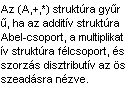 Az (A,+,*) struktúra gyűr
ű, ha az additív struktúra
Abel-csoport, a multiplikat
ív struktúra félcsoport, és
szorzás disztributív az ös
szeadásra nézve.